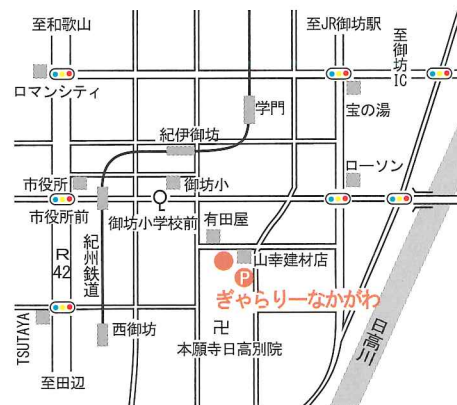 至和歌山
至JR御坊駅
至御坊
IC
ロマンシティ
学門
宝の湯
紀伊御坊
ローソン
市役所
御坊小
市役所前
御坊小学校前
有田屋
R
42
紀州鉄道
山幸建材店
P
ぎゃらりーなかがわ
TSUTAYA
西御坊
卍
本願寺日高別院
日高川
至田辺